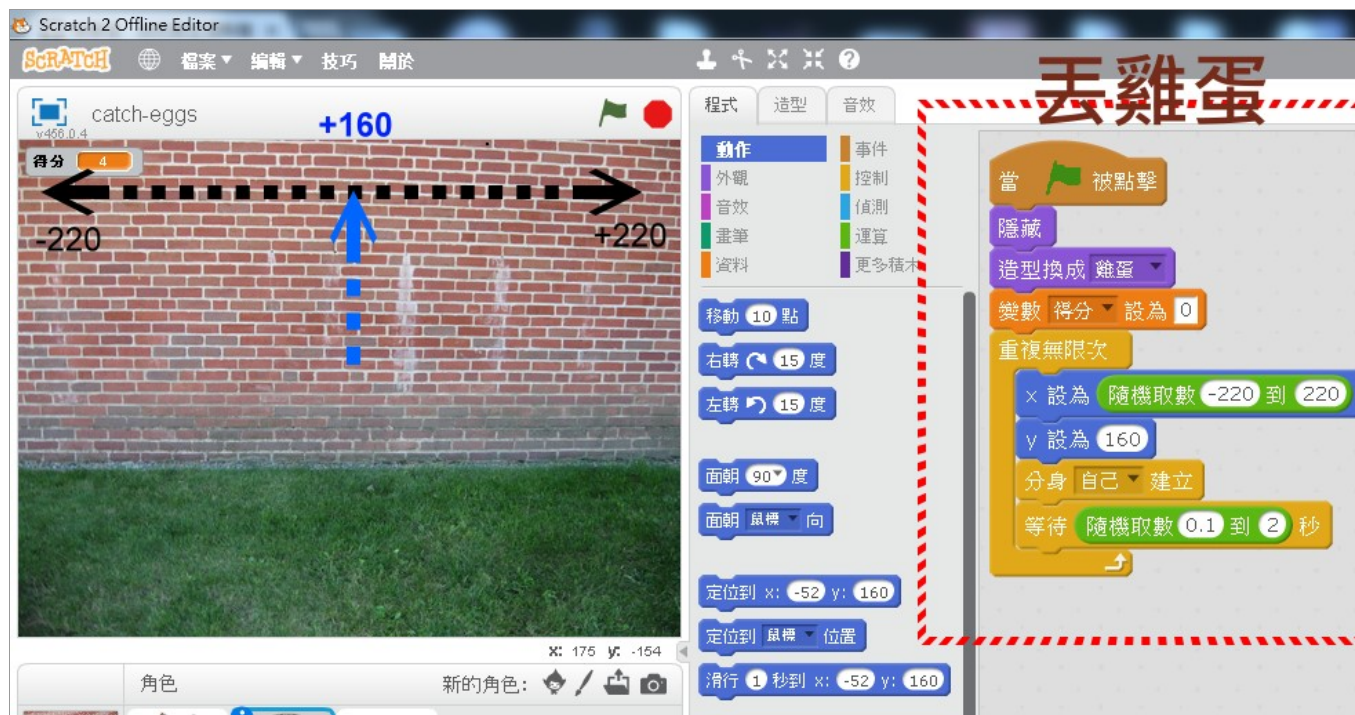 Scratch 2 Offline Editor
SCRATCH 檔案 編輯 技巧 關於
catch-eggs
v456.0.4
得分 4
+160
-220
+220
X: 175 y: -154
角色
新的角色:
程式 造型 音效
動作 事件
外觀 控制
音效 偵測
畫筆 運算
資料 更多積木
移動 10 點
右轉 15 度
左轉 15 度
面朝 90 度
面朝 鼠標 向
定位到 x: -52 y: 160
定位到 鼠標 位置
滑行 1 秒到 x: -52 y: 160
丟雞蛋
當 被點擊
隱藏
造型換成 雞蛋
變數 得分 設為 0
重複無限次
x 設為 隨機取數 -220 到 220
y 設為 160
分身 自己 建立
等待 隨機取數 0.1 到 2 秒